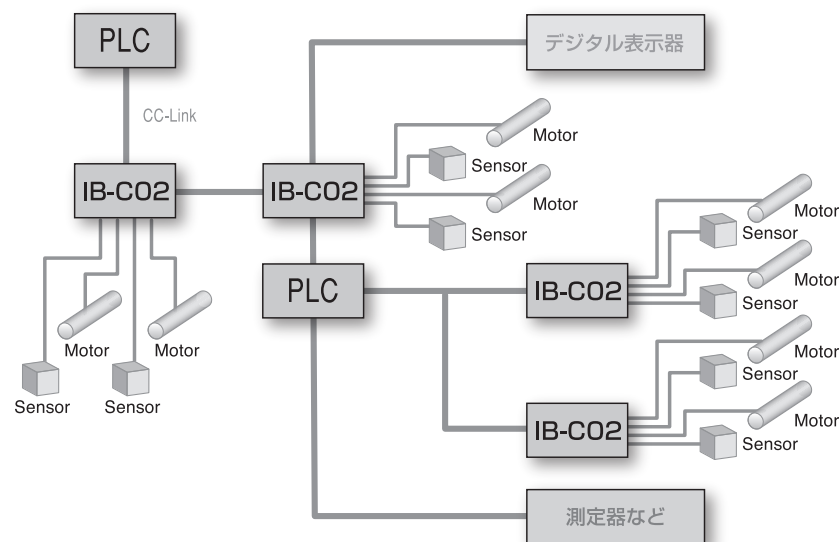 PLC
デジタル表示器
CC-Link
Motor
Sensor
IB-C02
IB-C02
Motor
Sensor
Motor
Sensor
PLC
IB-C02
Motor
Sensor
Motor
Motor
Sensor
Sensor
Motor
Sensor
IB-C02
Motor
Sensor
測定器など